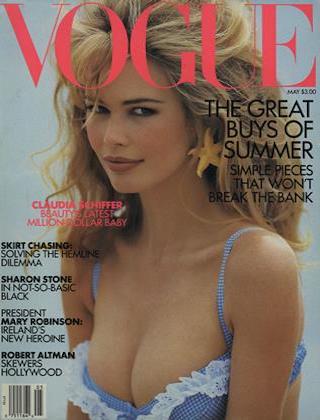 VOGUE
MAY $3.00
THE GREAT
BUYS OF
SUMMER
SIMPLE PIECES
THAT WON'T
BREAK THE BANK
CLAUDIA SCHIFFER,
BEAUTY'S LATEST
MILLION-DOLLAR BABY
SKIRT CHASING:
SOLVING THE HEMLINE
DILEMMA
SHARON STONE
IN NOT-SO-BASIC
BLACK
PRESIDENT
MARY ROBINSON:
IRELAND'S
NEW HEROINE
ROBERT ALTMAN
SKEWERS
HOLLYWOOD